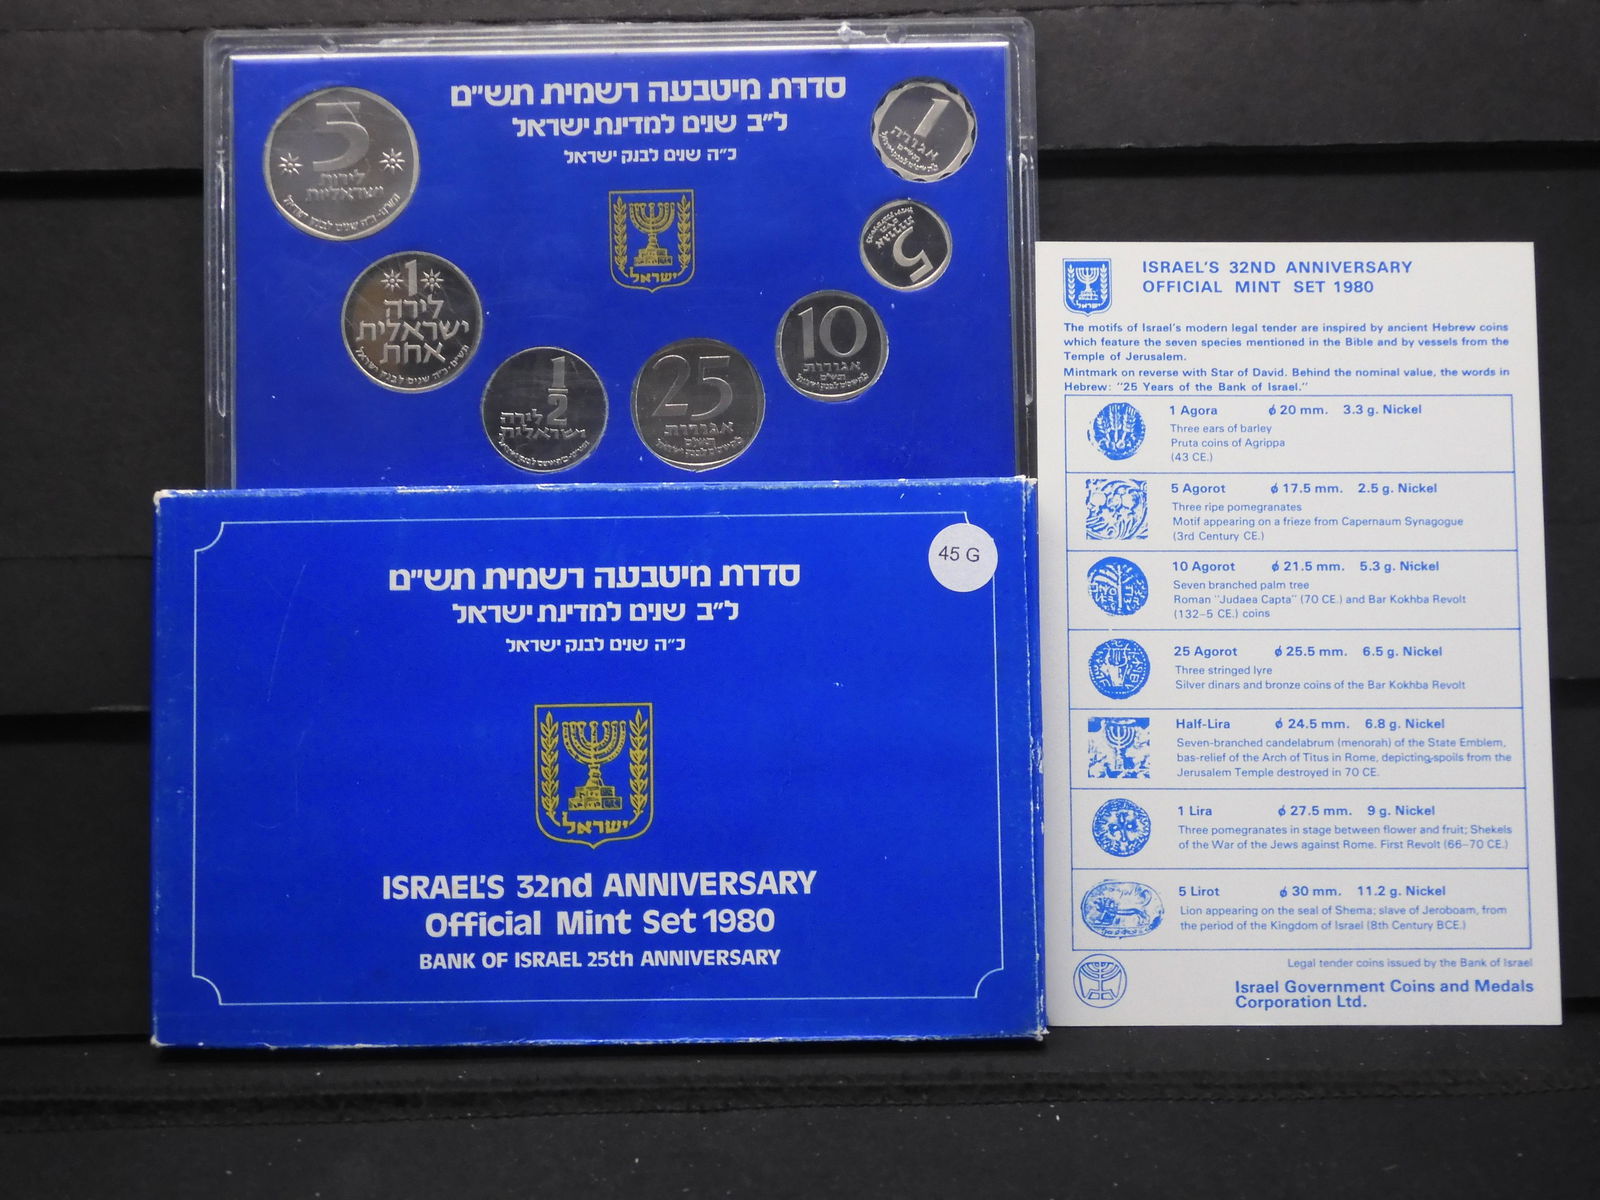 סדרת מיטבעה רשמית תש״ם
ל״ב שנים למדינת ישראל
כ״ה שנים לבנק ישראל
ישראל
5
לירות
ישראליות
1
לירה
ישראלית
אחת
1/2
לירה
ישראלית
25
אגורות
תש״ם
10
אגורות
תש״ם
5
אגורות
1
אגורה
תש״ם
סדרת מיטבעה רשמית תש״ם
ל״ב שנים למדינת ישראל
כ״ה שנים לבנק ישראל
45 G
ישראל
ISRAEL'S 32nd ANNIVERSARY
Official Mint Set 1980
BANK OF ISRAEL 25th ANNIVERSARY
ישראל
ISRAEL'S 32ND ANNIVERSARY
OFFICIAL MINT SET 1980
The motifs of Israel's modern legal tender are inspired by ancient Hebrew coins
which feature the seven species mentioned in the Bible and by vessels from the
Temple of Jerusalem.
Mintmark on reverse with Star of David. Behind the nominal value, the words in
Hebrew: "25 Years of the Bank of Israel."
1 Agora ϕ 20 mm. 3.3 g. Nickel
Three ears of barley
Pruta coins of Agrippa
(43 CE.)
5 Agorot ϕ 17.5 mm. 2.5 g. Nickel
Three ripe pomegranates
Motif appearing on a frieze from Capernaum Synagogue
(3rd Century CE.)
10 Agorot ϕ 21.5 mm. 5.3 g. Nickel
Seven branched palm tree
Roman "Judaea Capta" (70 CE.) and Bar Kokhba Revolt
(132–5 CE.) coins
25 Agorot ϕ 25.5 mm. 6.5 g. Nickel
Three stringed lyre
Silver dinars and bronze coins of the Bar Kokhba Revolt
Half-Lira ϕ 24.5 mm. 6.8 g. Nickel
Seven-branched candelabrum (menorah) of the State Emblem,
bas-relief of the Arch of Titus in Rome, depicting spoils from the
Jerusalem Temple destroyed in 70 CE.
1 Lira ϕ 27.5 mm. 9 g. Nickel
Three pomegranates in stage between flower and fruit; Shekels
of the War of the Jews against Rome. First Revolt (66–70 CE.)
5 Lirot ϕ 30 mm. 11.2 g. Nickel
Lion appearing on the seal of Shema; slave of Jeroboam, from
the period of the Kingdom of Israel (8th Century BCE.)
Legal tender coins issued by the Bank of Israel
Israel Government Coins and Medals
Corporation Ltd.